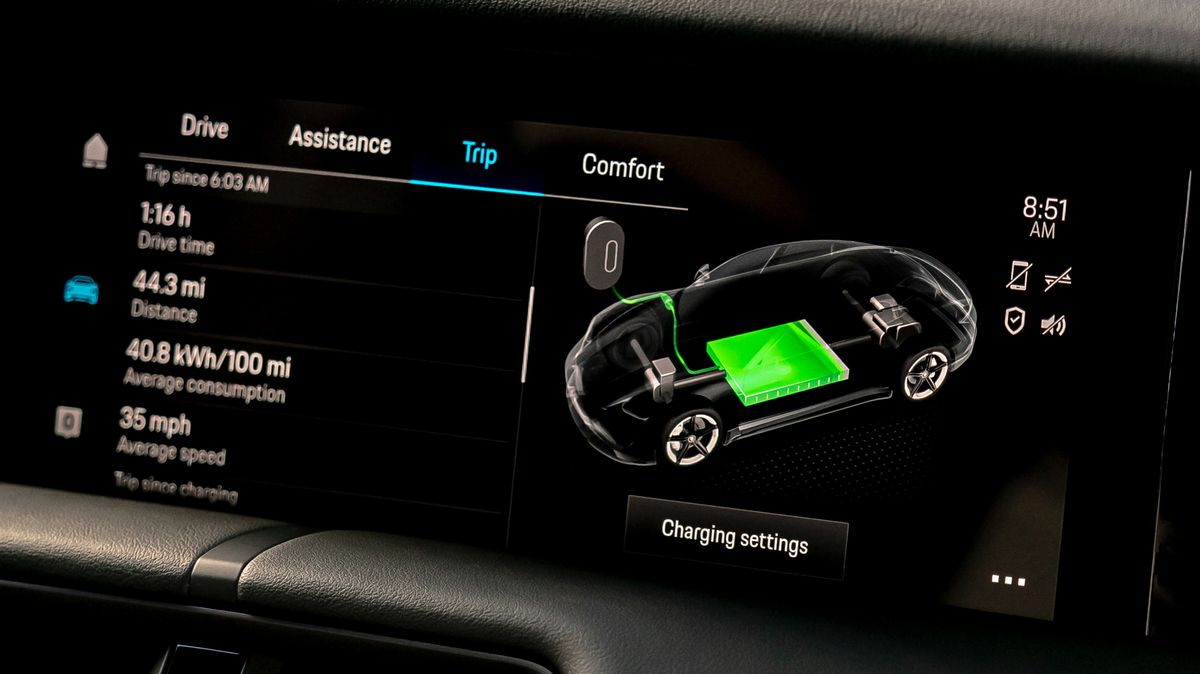 Drive
Assistance
Trip
Comfort
Trip since 6:03 AM
1:16 h
Drive time
44.3 mi
Distance
40.8 kWh/100 mi
Average consumption
35 mph
Average speed
Trip since charging
8:51
AM
Charging settings